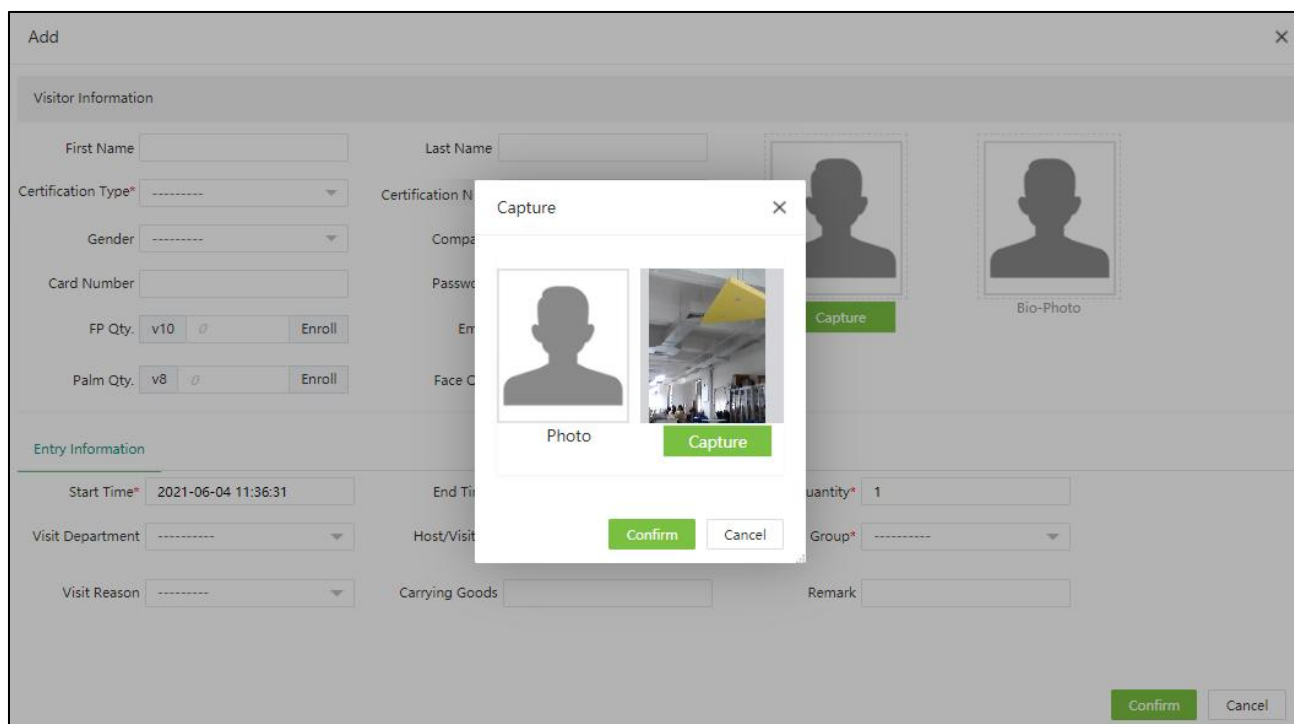 Add
Visitor Information
First Name
Last Name
Certification Type* ---------
Certification N
Gender ---------
Compa
Card Number
Passwo
FP Qty. v10 0 Enroll
Em
Palm Qty. v8 0 Enroll
Face
Capture
Bio-Photo
Capture
Photo
Capture
Confirm
Cancel
Entry Information
Start Time* 2021-06-04 11:36:31
End Ti
uantity* 1
Visit Department ----------
Host/Visit
Group* ----------
Visit Reason ---------
Carrying Goods
Remark
Confirm
Cancel